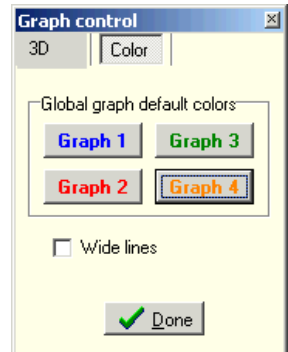 Graph control
3D Color
Global graph default colors
Graph 1 Graph 3
Graph 2 Graph 4
Wide lines
Done